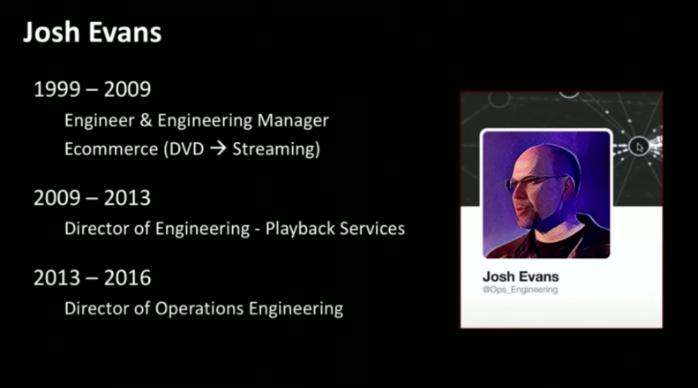 Josh Evans
1999 – 2009
Engineer & Engineering Manager
Ecommerce (DVD → Streaming)
2009 – 2013
Director of Engineering - Playback Services
2013 – 2016
Director of Operations Engineering
Josh Evans
@Ops_Engineering